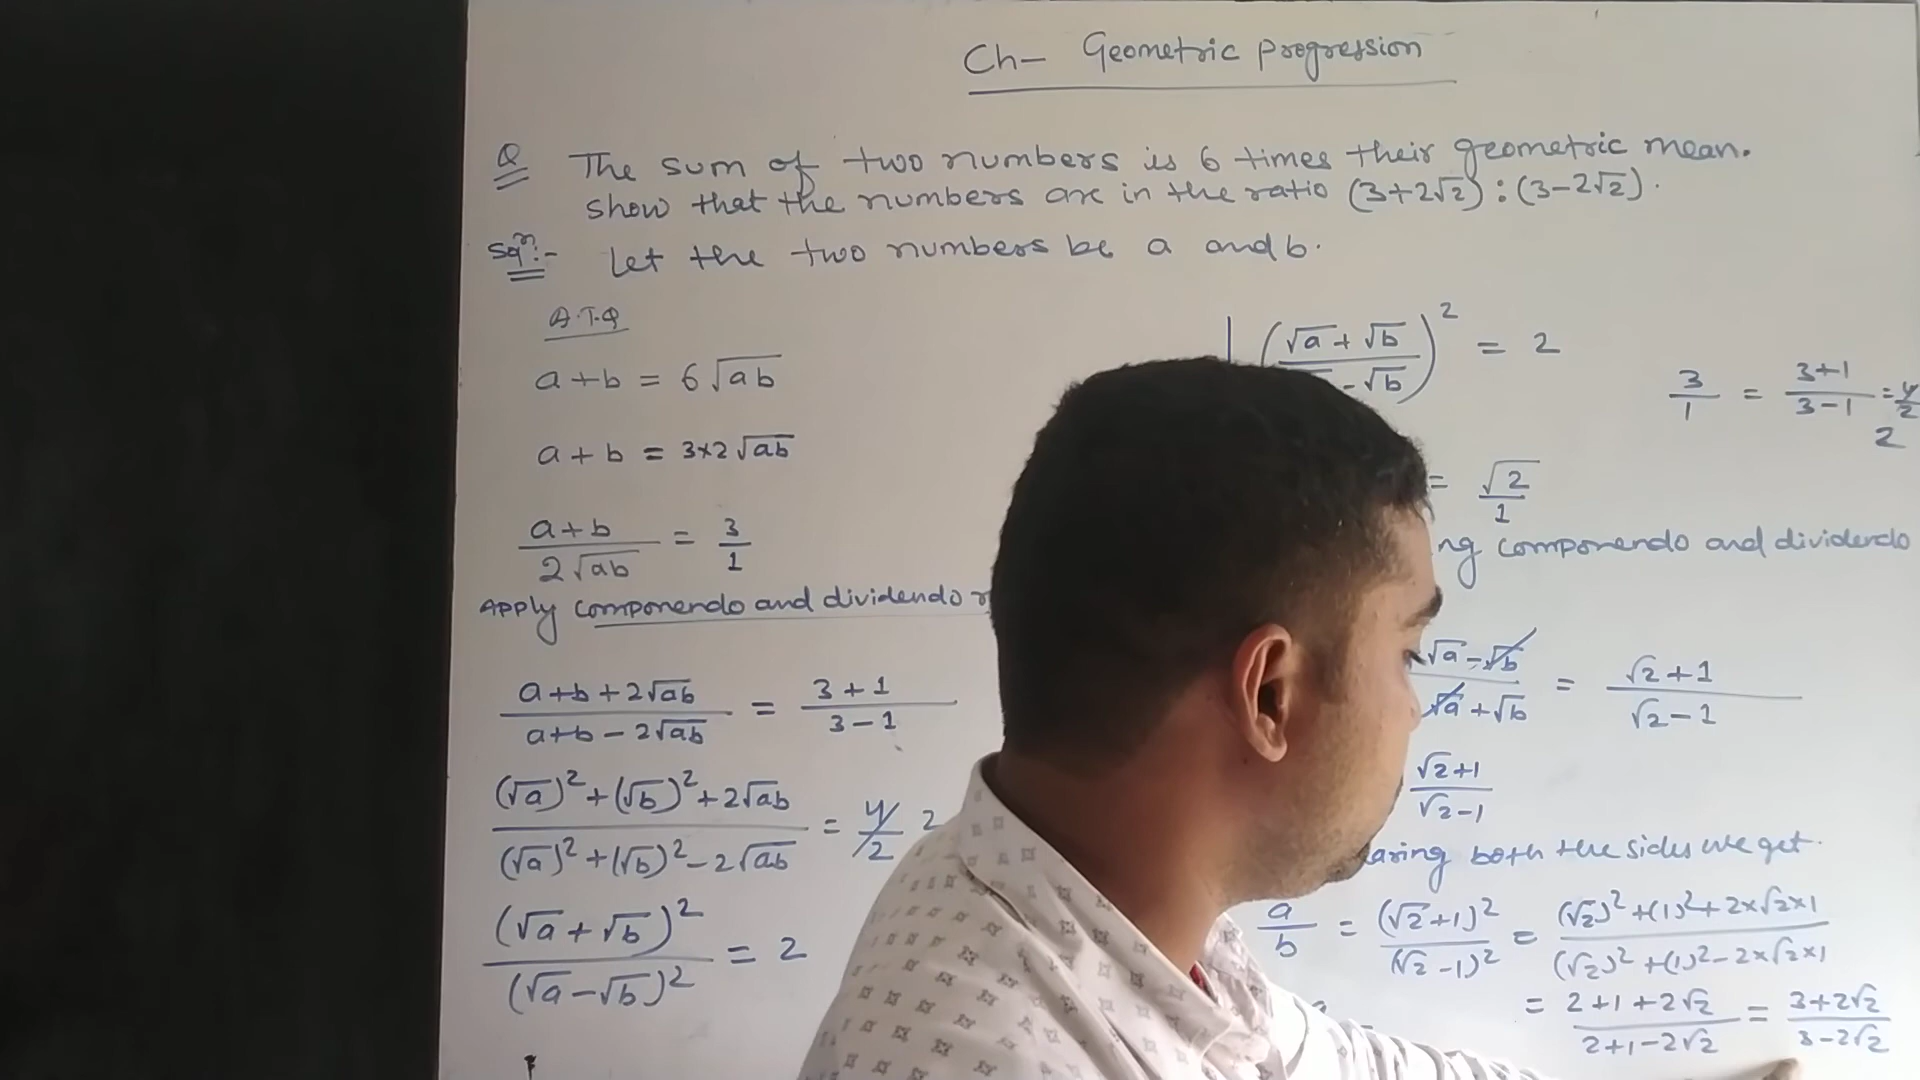 Ch- Geometric progression
Q The sum of two numbers is 6 times their geometric mean.
show that the numbers are in the ratio (3+2√2):(3-2√2).
Sol^n:- Let the two numbers be a and b.
A.T.Q
a+b = 6√ab
a+b = 3×2√ab
(a+b)/(2√ab) = 3/1
Apply componendo and dividendo
(a+b+2√ab)/(a+b-2√ab) = (3+1)/(3-1)
((√a)²+(√b)²+2√ab)/((√a)²+(√b)²-2√ab) = 4/2 2
(√a+√b)²/(√a-√b)² = 2
((√a+√b)/ -√b)² = 2
3/1 = (3+1)/(3-1) = 4/2
2
= √2/1
componendo and dividendo
√a-√b / √a+√b = (√2+1)/(√2-1)
(√2+1)/(√2-1)
both the sides we get.
a/b = (√2+1)²/(√2-1)² = ((√2)²+(1)²+2×√2×1)/((√2)²+(1)²-2×√2×1)
= (2+1+2√2)/(2+1-2√2) = (3+2√2)/(3-2√2)